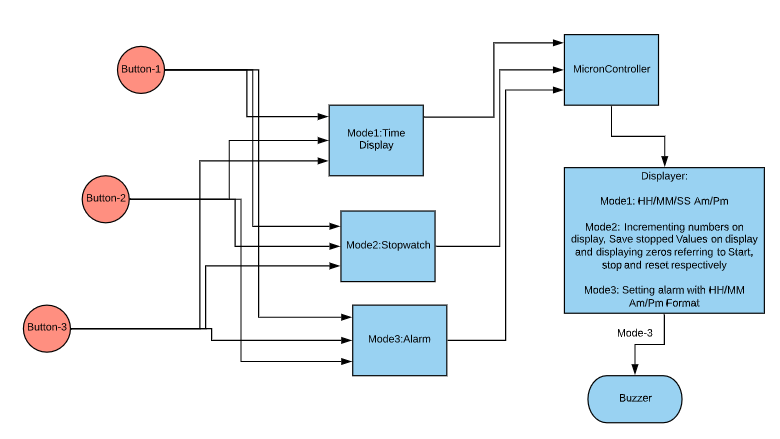 Button-1
MicronController
Mode1:Time
Display
Displayer:
Mode1: HH/MM/SS Am/Pm
Button-2
Mode2: Incrementing numbers on
display, Save stopped Values on display
and displaying zeros referring to Start,
stop and reset respectively
Mode2:Stopwatch
Mode3: Setting alarm with HH/MM
Am/Pm Format
Button-3
Mode3:Alarm
Mode-3
Buzzer